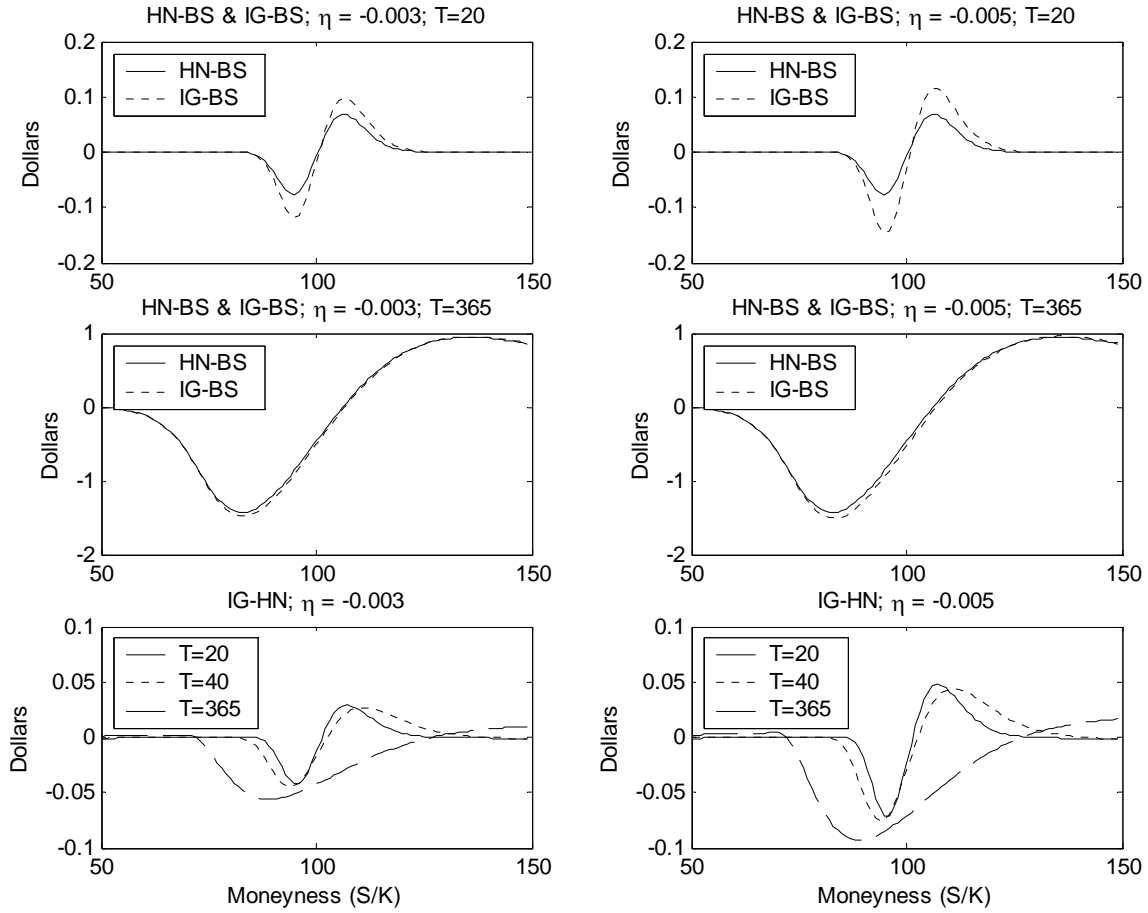 HN-BS & IG-BS; η = -0.003; T=20
0.2
0.1
0
-0.1
-0.2
Dollars
HN-BS
IG-BS
50
100
150
HN-BS & IG-BS; η = -0.005; T=20
0.2
0.1
0
-0.1
-0.2
Dollars
HN-BS
IG-BS
50
100
150
HN-BS & IG-BS; η = -0.003; T=365
1
0
-1
-2
Dollars
HN-BS
IG-BS
50
100
150
HN-BS & IG-BS; η = -0.005; T=365
1
0
-1
-2
Dollars
HN-BS
IG-BS
50
100
150
IG-HN; η = -0.003
0.1
0.05
0
-0.05
-0.1
Dollars
T=20
T=40
T=365
50
100
150
Moneyness (S/K)
IG-HN; η = -0.005
0.1
0.05
0
-0.05
-0.1
Dollars
T=20
T=40
T=365
50
100
150
Moneyness (S/K)